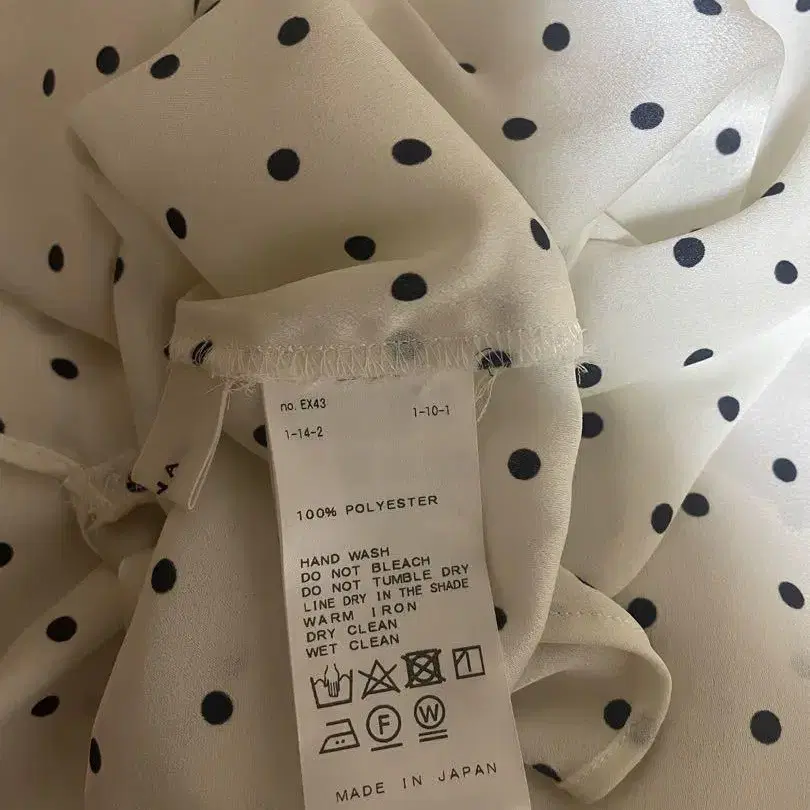 no. EX43
1-10-1
1-14-2
100% POLYESTER
HAND WASH
DO NOT BLEACH
DO NOT TUMBLE DRY
LINE DRY IN THE SHADE
WARM IRON
DRY CLEAN
WET CLEAN
F W
MADE IN JAPAN